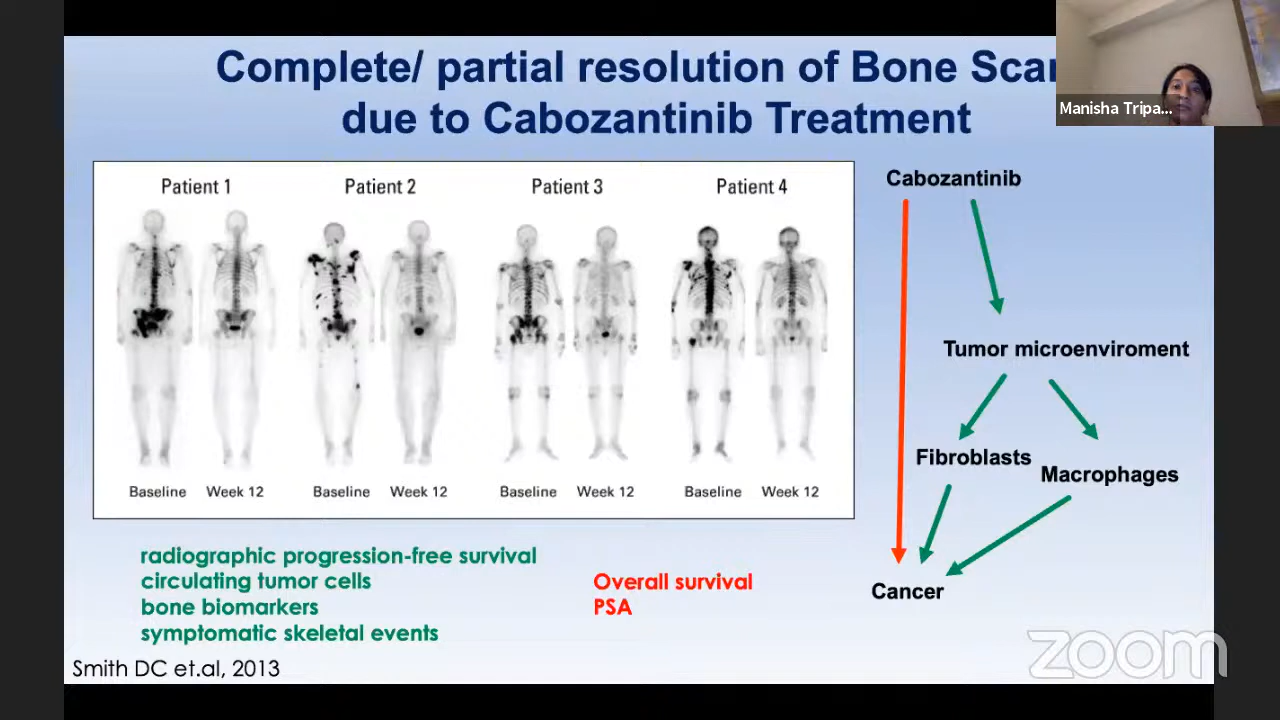 Complete/ partial resolution of Bone Scan
due to Cabozantinib Treatment
Manisha Tripa...
Patient 1
Patient 2
Patient 3
Patient 4
Baseline
Week 12
Baseline
Week 12
Baseline
Week 12
Baseline
Week 12
Cabozantinib
Tumor microenviroment
Fibroblasts
Macrophages
Cancer
radiographic progression-free survival
circulating tumor cells
bone biomarkers
symptomatic skeletal events
Overall survival
PSA
Smith DC et.al, 2013
zoom